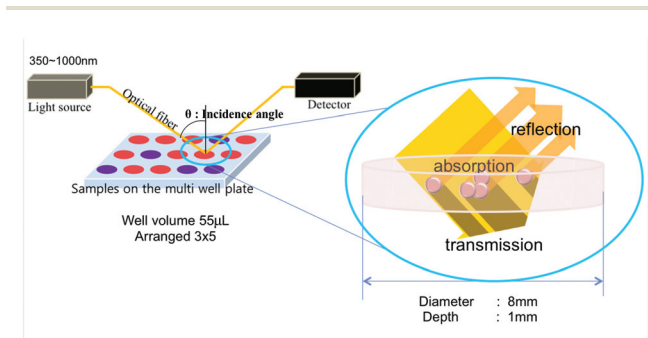 350~1000nm
Light source
Optical fiber
θ : Incidence angle
Detector
Samples on the multi well plate
Well volume 55μL
Arranged 3x5
reflection
absorption
transmission
Diameter : 8mm
Depth : 1mm